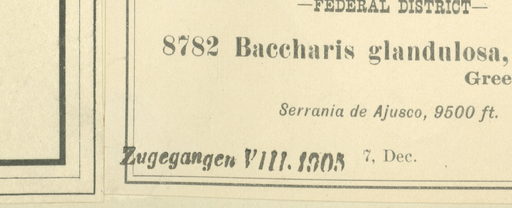 —FEDERAL DISTRICT—
8782 Baccharis glandulosa,
Gree
Serrania de Ajusco, 9500 ft.
Zugegangen VIII. 1905 7, Dec.